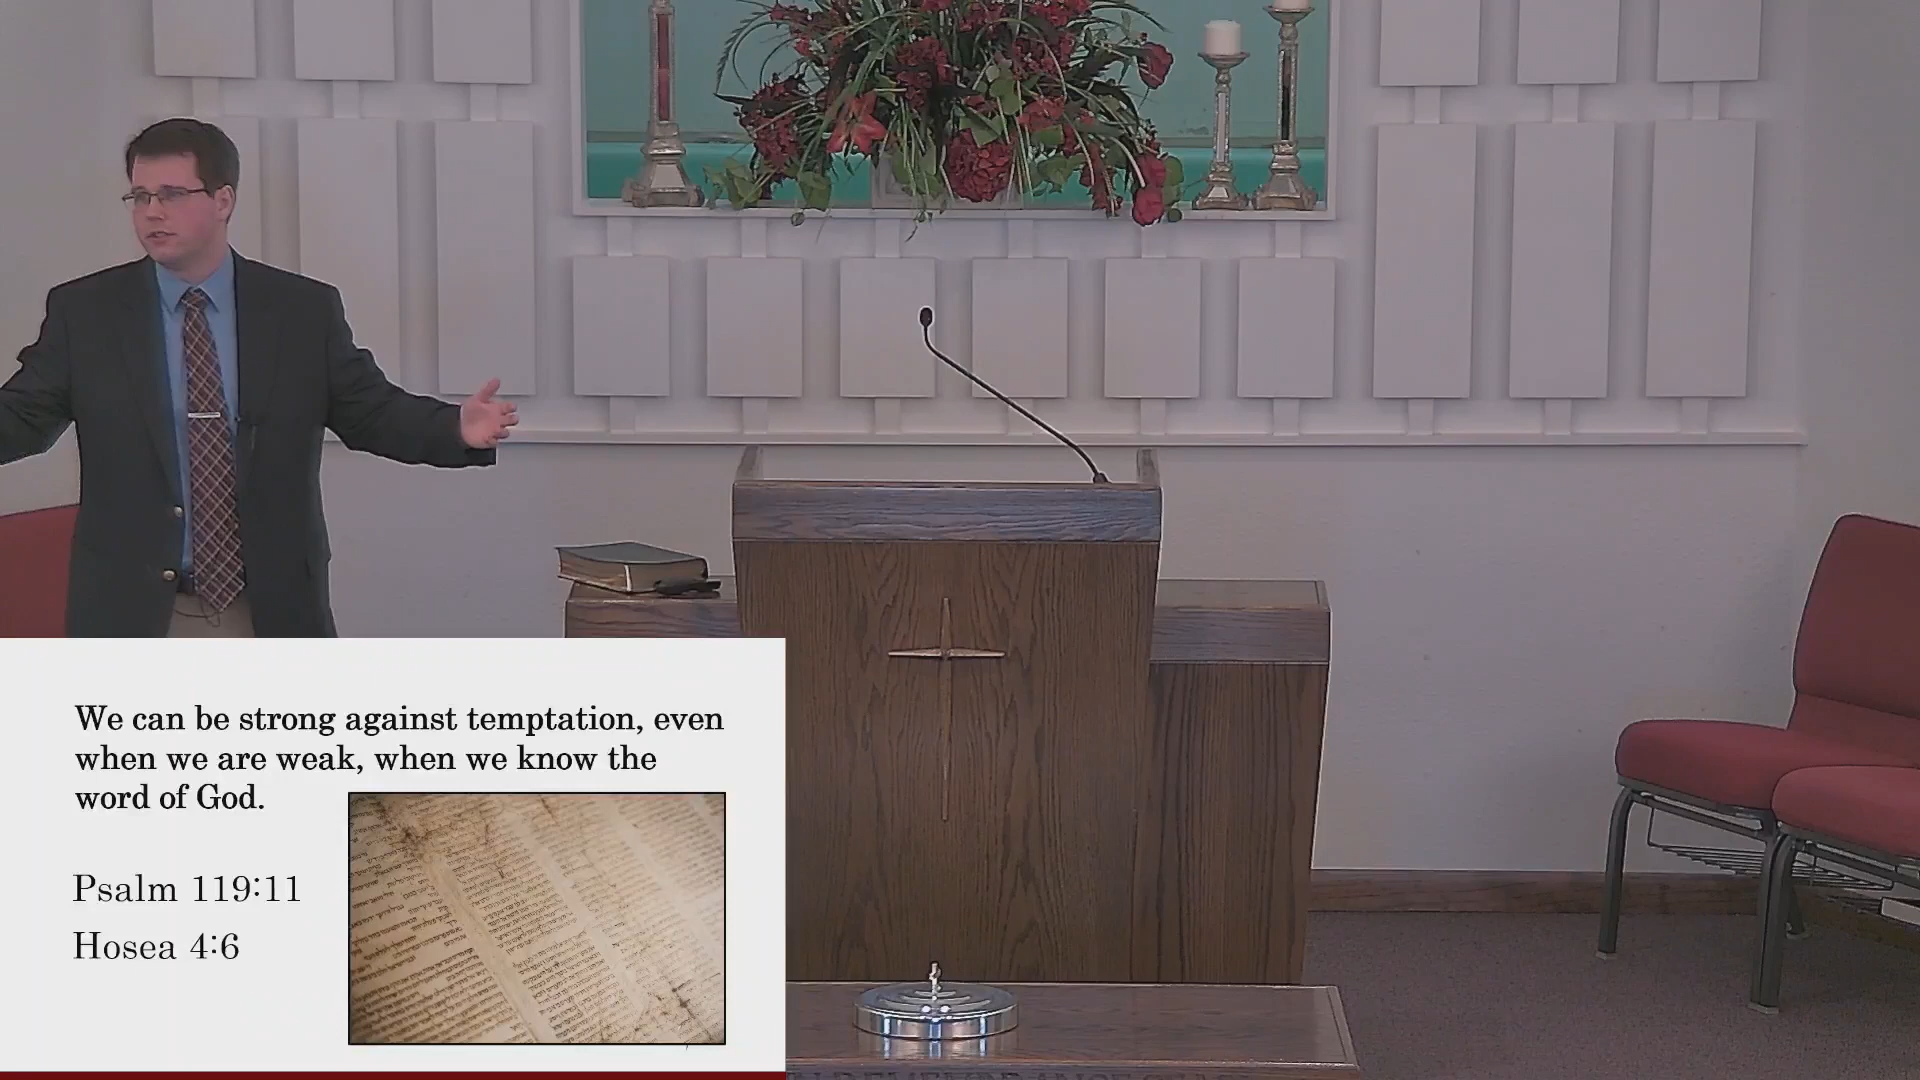 We can be strong against temptation, even
when we are weak, when we know the
word of God.
Psalm 119:11
Hosea 4:6